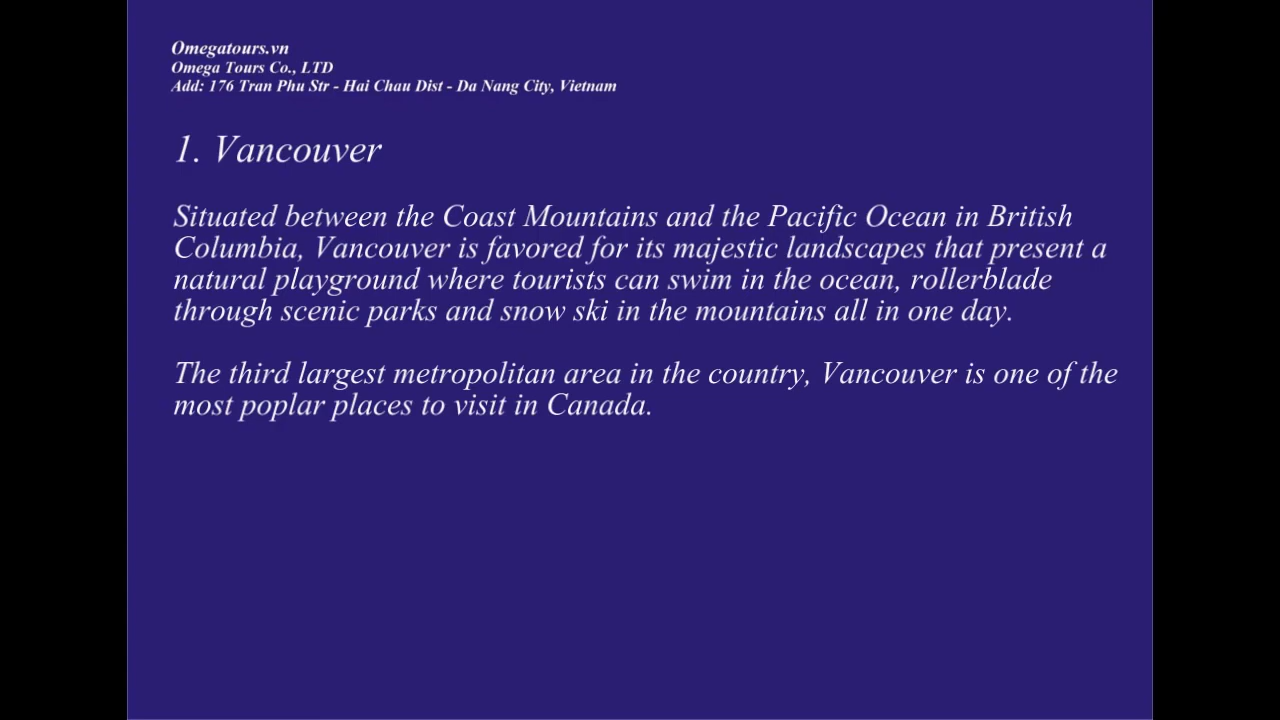 Omegatours.vn
Omega Tours Co., LTD
Add: 176 Tran Phu Str - Hai Chau Dist - Da Nang City, Vietnam
1. Vancouver
Situated between the Coast Mountains and the Pacific Ocean in British
Columbia, Vancouver is favored for its majestic landscapes that present a
natural playground where tourists can swim in the ocean, rollerblade
through scenic parks and snow ski in the mountains all in one day.
The third largest metropolitan area in the country, Vancouver is one of the
most poplar places to visit in Canada.